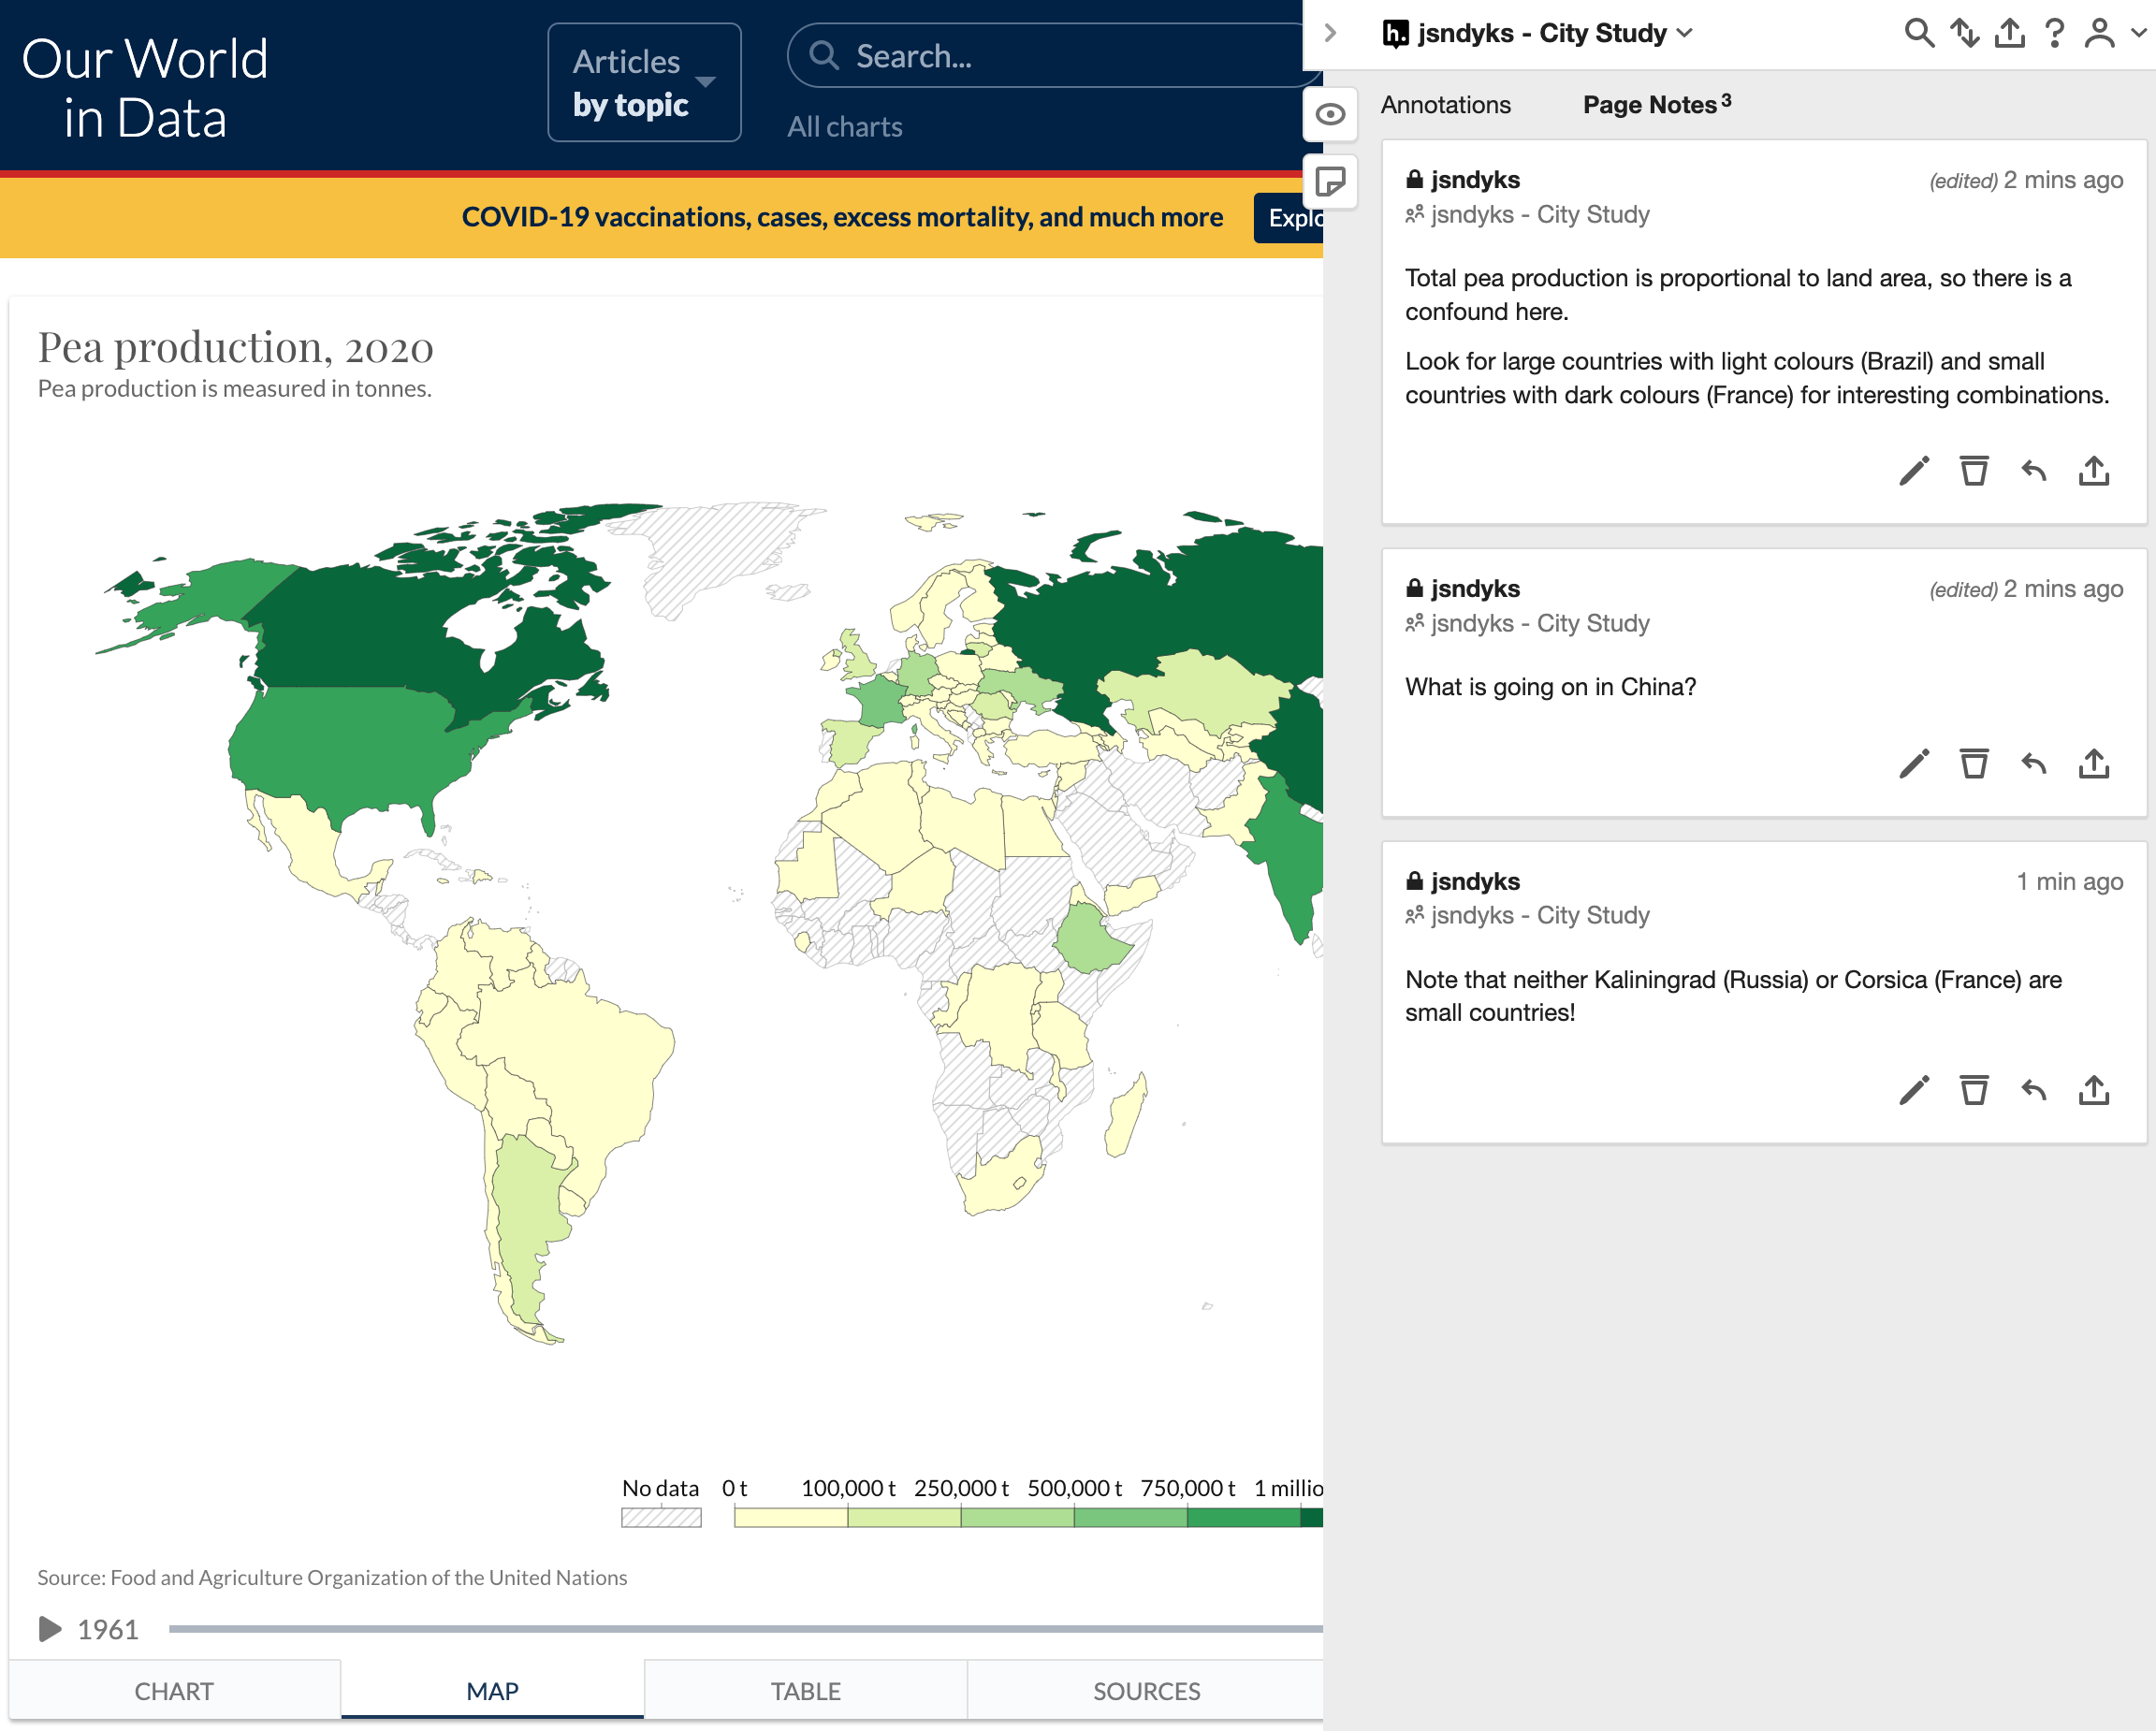 Our World
in Data
Articles
by topic
Search...
All charts
COVID-19 vaccinations, cases, excess mortality, and much more
Explo
Pea production, 2020
Pea production is measured in tonnes.
No data
0 t
100,000 t
250,000 t
500,000 t
750,000 t
1 millio
Source: Food and Agriculture Organization of the United Nations
1961
CHART
MAP
TABLE
SOURCES
h. jsndyks - City Study
?
Annotations
Page Notes 3
jsndyks
(edited) 2 mins ago
jsndyks - City Study
Total pea production is proportional to land area, so there is a
confound here.
Look for large countries with light colours (Brazil) and small
countries with dark colours (France) for interesting combinations.
jsndyks
(edited) 2 mins ago
jsndyks - City Study
What is going on in China?
jsndyks
1 min ago
jsndyks - City Study
Note that neither Kaliningrad (Russia) or Corsica (France) are
small countries!